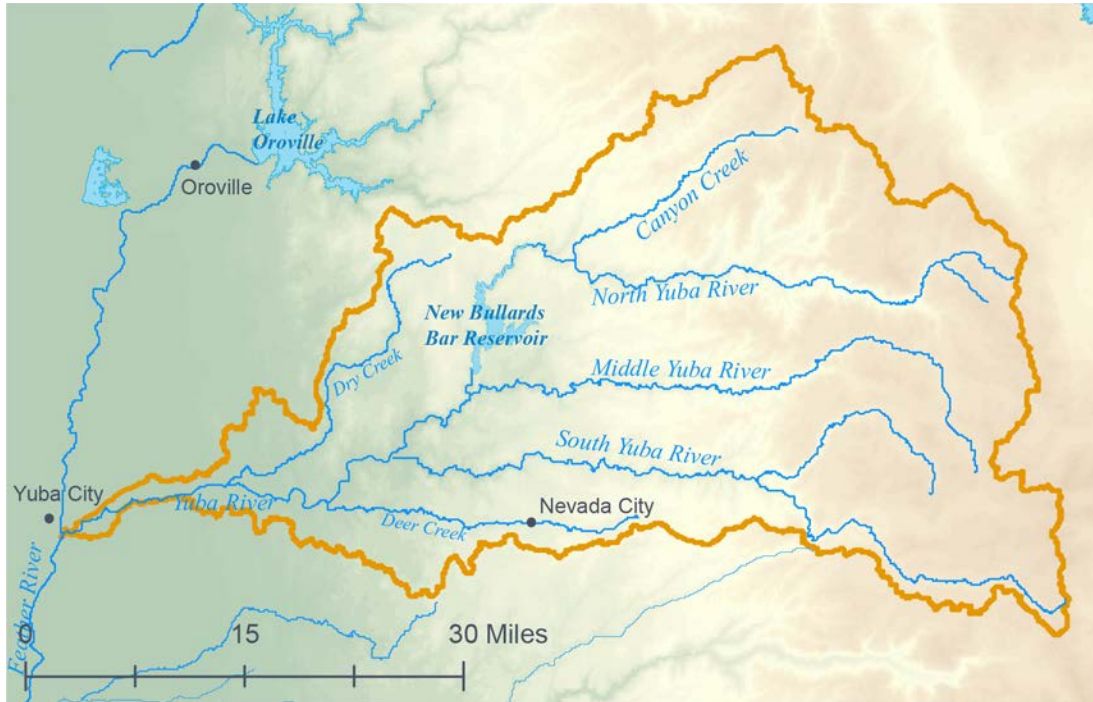 Lake
Oroville
Oroville
Canyon Creek
North Yuba River
New Bullards
Bar Reservoir
Dry Creek
Middle Yuba River
South Yuba River
Yuba City
Yuba River
Nevada City
Deer Creek
Feather River
0
15
30 Miles